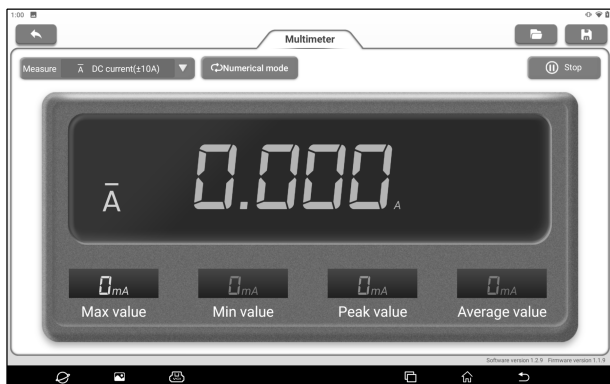 1:00
Multimeter
Measure A DC current(±10A) Numerical mode Stop
A 0.000 A
0mA 0mA 0mA 0mA
Max value Min value Peak value Average value
Software version 1.2.9 Firmware version 1.1.9